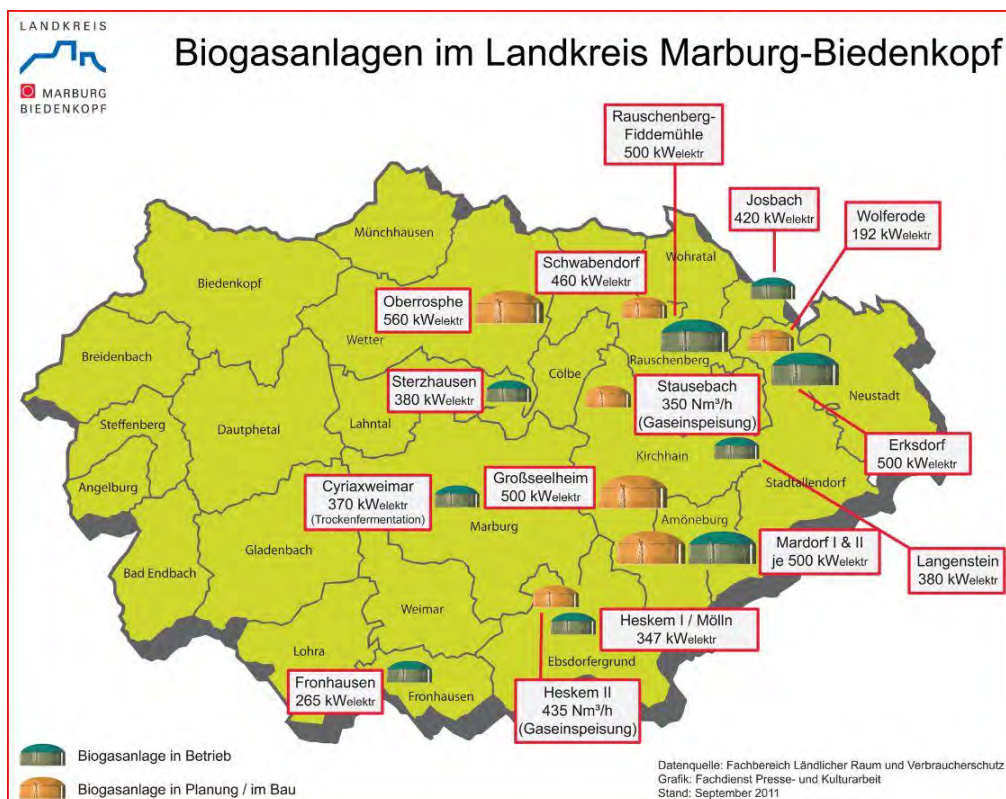 LANDKREIS
MARBURG
BIEDENKOPF
Biogasanlagen im Landkreis Marburg-Biedenkopf
Rauschenberg-
Fiddemühle
500 kWelektr
Josbach
420 kWelektr
Wolferode
192 kWelektr
Münchhausen
Schwabendorf
460 kWelektr
Wohratal
Biedenkopf
Oberrosphe
560 kWelektr
Wetter
Rauschenberg
Breidenbach
Cölbe
Sterzhausen
380 kWelektr
Stausebach
350 Nm³/h
(Gaseinspeisung)
Neustadt
Steffenberg
Dautphetal
Lahntal
Erksdorf
500 kWelektr
Kirchhain
Angelburg
Cyriaxweimar
370 kWelektr
(Trockenfermentation)
Großseelheim
500 kWelektr
Stadtallendorf
Marburg
Amöneburg
Gladenbach
Mardorf I & II
je 500 kWelektr
Langenstein
380 kWelektr
Bad Endbach
Weimar
Heskem I / Mölln
347 kWelektr
Lohra
Ebsdorfergrund
Fronhausen
265 kWelektr
Fronhausen
Heskem II
435 Nm³/h
(Gaseinspeisung)
Biogasanlage in Betrieb
Biogasanlage in Planung / im Bau
Datenquelle: Fachbereich Ländlicher Raum und Verbraucherschutz
Grafik: Fachdienst Presse- und Kulturarbeit
Stand: September 2011